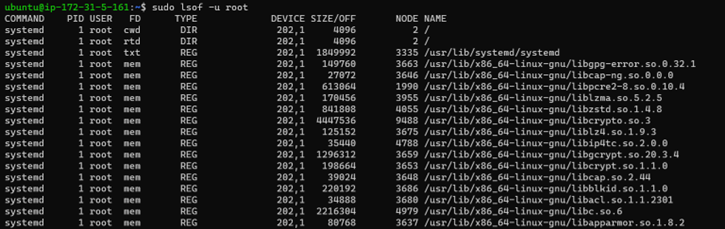 ubuntu@ip-172-31-5-161:~$ sudo lsof -u root
COMMAND PID USER FD TYPE DEVICE SIZE/OFF NODE NAME
systemd 1 root cwd DIR 202,1 4096 2 /
systemd 1 root rtd DIR 202,1 4096 2 /
systemd 1 root txt REG 202,1 1849992 3335 /usr/lib/systemd/systemd
systemd 1 root mem REG 202,1 149760 3663 /usr/lib/x86_64-linux-gnu/libgpg-error.so.0.32.1
systemd 1 root mem REG 202,1 27072 3646 /usr/lib/x86_64-linux-gnu/libcap-ng.so.0.0.0
systemd 1 root mem REG 202,1 613064 1990 /usr/lib/x86_64-linux-gnu/libpcre2-8.so.0.10.4
systemd 1 root mem REG 202,1 170456 3955 /usr/lib/x86_64-linux-gnu/liblzma.so.5.2.5
systemd 1 root mem REG 202,1 841808 4055 /usr/lib/x86_64-linux-gnu/libzstd.so.1.4.8
systemd 1 root mem REG 202,1 4447536 9488 /usr/lib/x86_64-linux-gnu/libcrypto.so.3
systemd 1 root mem REG 202,1 125152 3675 /usr/lib/x86_64-linux-gnu/liblz4.so.1.9.3
systemd 1 root mem REG 202,1 35440 4788 /usr/lib/x86_64-linux-gnu/libip4tc.so.2.0.0
systemd 1 root mem REG 202,1 1296312 3659 /usr/lib/x86_64-linux-gnu/libgcrypt.so.20.3.4
systemd 1 root mem REG 202,1 198664 3653 /usr/lib/x86_64-linux-gnu/libcrypt.so.1.1.0
systemd 1 root mem REG 202,1 39024 3648 /usr/lib/x86_64-linux-gnu/libcap.so.2.44
systemd 1 root mem REG 202,1 220192 3686 /usr/lib/x86_64-linux-gnu/libblkid.so.1.1.0
systemd 1 root mem REG 202,1 34888 3680 /usr/lib/x86_64-linux-gnu/libacl.so.1.1.2301
systemd 1 root mem REG 202,1 2216304 4979 /usr/lib/x86_64-linux-gnu/libc.so.6
systemd 1 root mem REG 202,1 80768 3637 /usr/lib/x86_64-linux-gnu/libapparmor.so.1.8.2